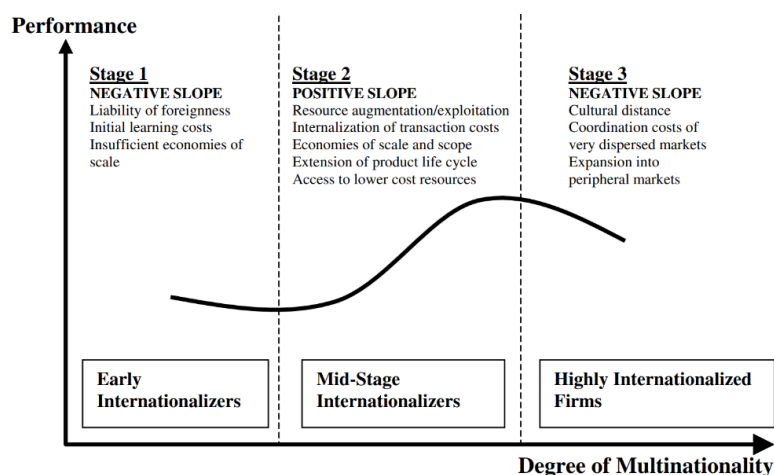 Performance
Stage 1
NEGATIVE SLOPE
Liability of foreignness
Initial learning costs
Insufficient economies of
scale
Stage 2
POSITIVE SLOPE
Resource augmentation/exploitation
Internalization of transaction costs
Economies of scale and scope
Extension of product life cycle
Access to lower cost resources
Stage 3
NEGATIVE SLOPE
Cultural distance
Coordination costs of
very dispersed markets
Expansion into
peripheral markets
Early
Internationalizers
Mid-Stage
Internationalizers
Highly Internationalized
Firms
Degree of Multinationality